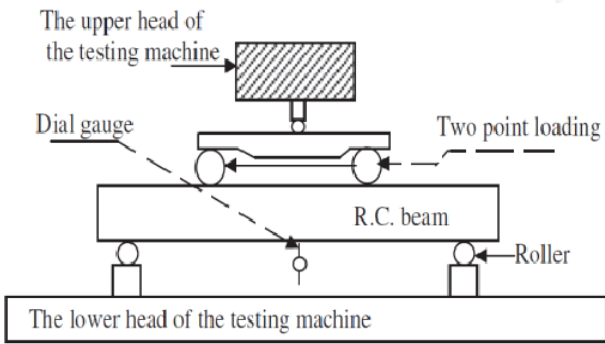 The upper head of
the testing machine
Dial gauge
Two point loading
R.C. beam
Roller
The lower head of the testing machine